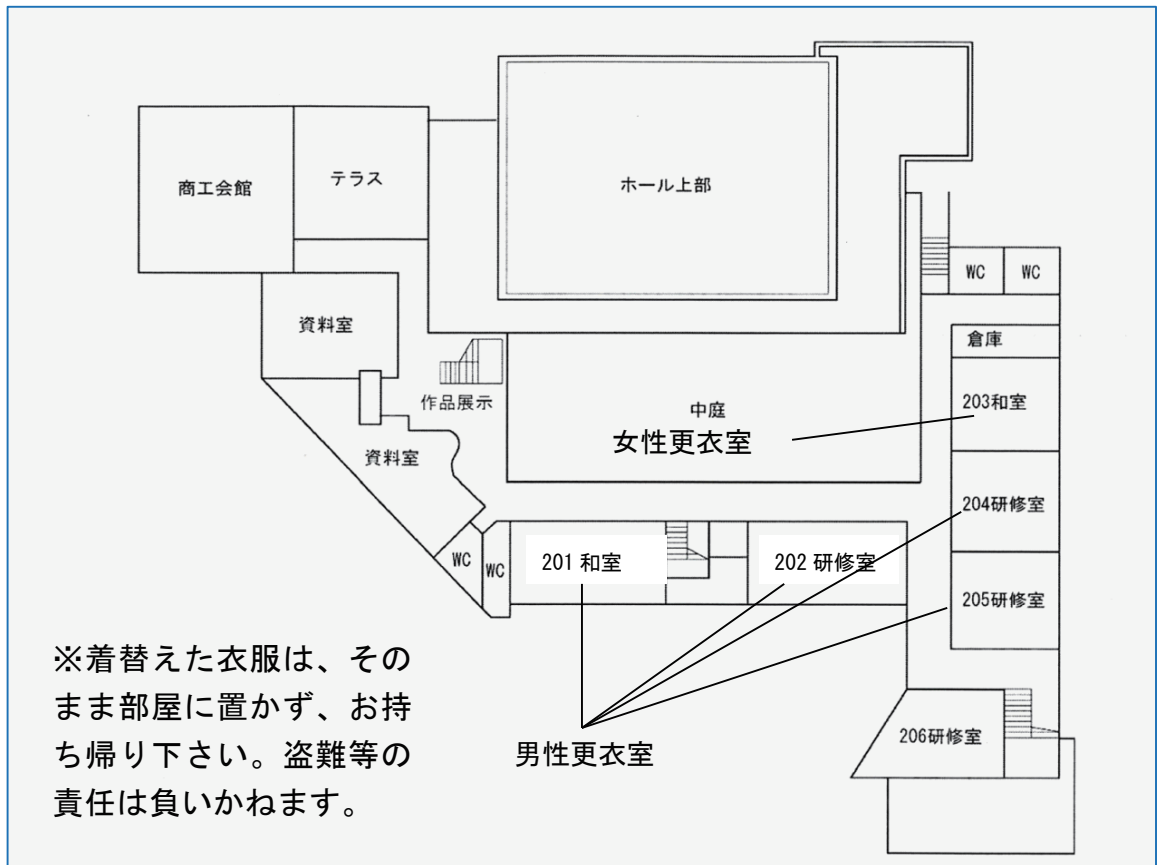 商工会館
テラス
ホール上部
WC
WC
資料室
倉庫
作品展示
203和室
中庭
女性更衣室
資料室
204研修室
WC
WC
201 和室
202 研修室
205研修室
※着替えた衣服は、その
まま部屋に置かず、お持
ち帰り下さい。盗難等の
責任は負いかねます。
男性更衣室
206研修室